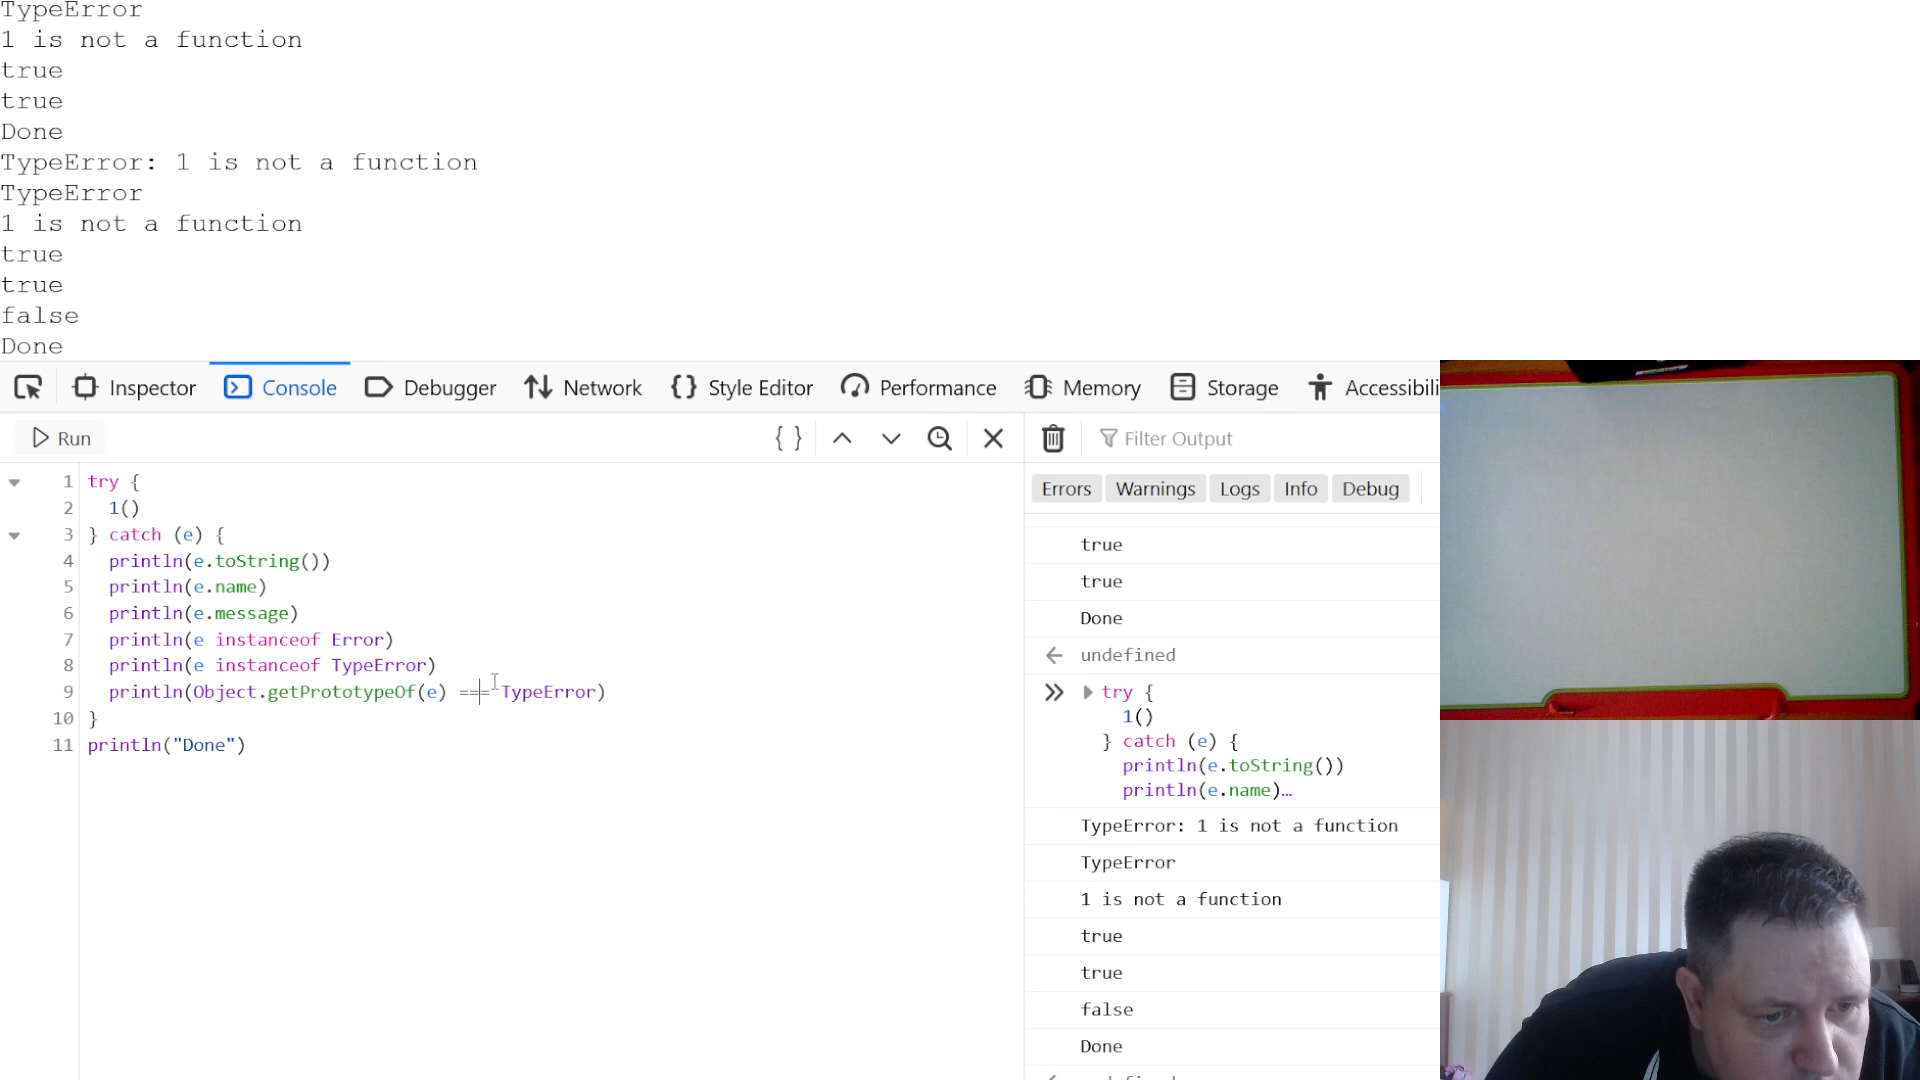 TypeError
1 is not a function
true
true
Done
TypeError: 1 is not a function
TypeError
1 is not a function
true
true
false
Done
Inspector Console Debugger Network Style Editor Performance Memory Storage Accessibili
Run
Filter Output
Errors Warnings Logs Info Debug
1 try {
2 1()
3 } catch (e) {
4 println(e.toString())
5 println(e.name)
6 println(e.message)
7 println(e instanceof Error)
8 println(e instanceof TypeError)
9 println(Object.getPrototypeOf(e) === TypeError)
10 }
11 println("Done")
true
true
Done
undefined
try {
1()
} catch (e) {
println(e.toString())
println(e.name)…
TypeError: 1 is not a function
TypeError
1 is not a function
true
true
false
Done